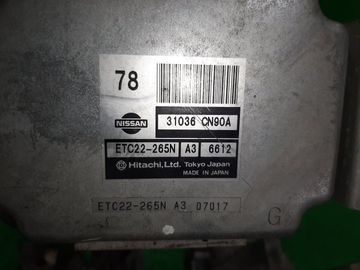 78
NISSAN
31036 CN90A
ETC22-265N A3 6612
Hitachi, Ltd. Tokyo Japan
MADE IN JAPAN
ETC22-265N A3 07017
G